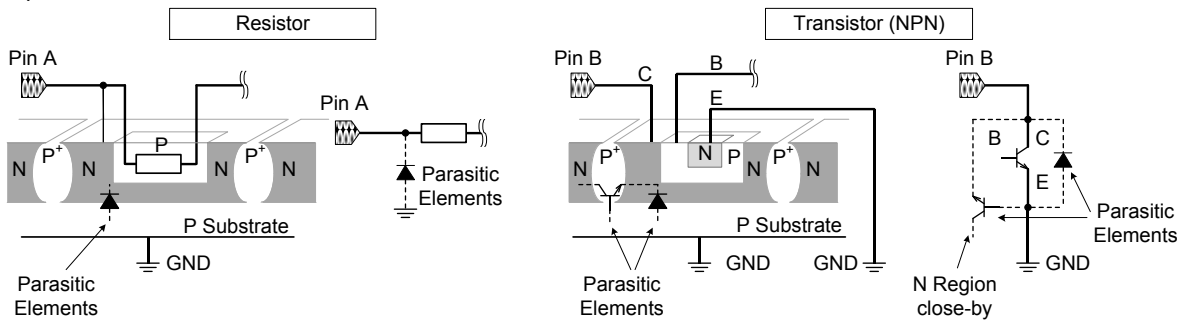 Resistor
Transistor (NPN)
Pin A
Pin B
C
B
E
Pin B
Pin A
B
C
E
N
P+
N
P
P+
N
N
P+
N
P
N
P+
N
Parasitic
Elements
P Substrate
GND
Parasitic
Elements
P Substrate
GND
GND
Parasitic
Elements
Parasitic
Elements
GND
N Region
close-by